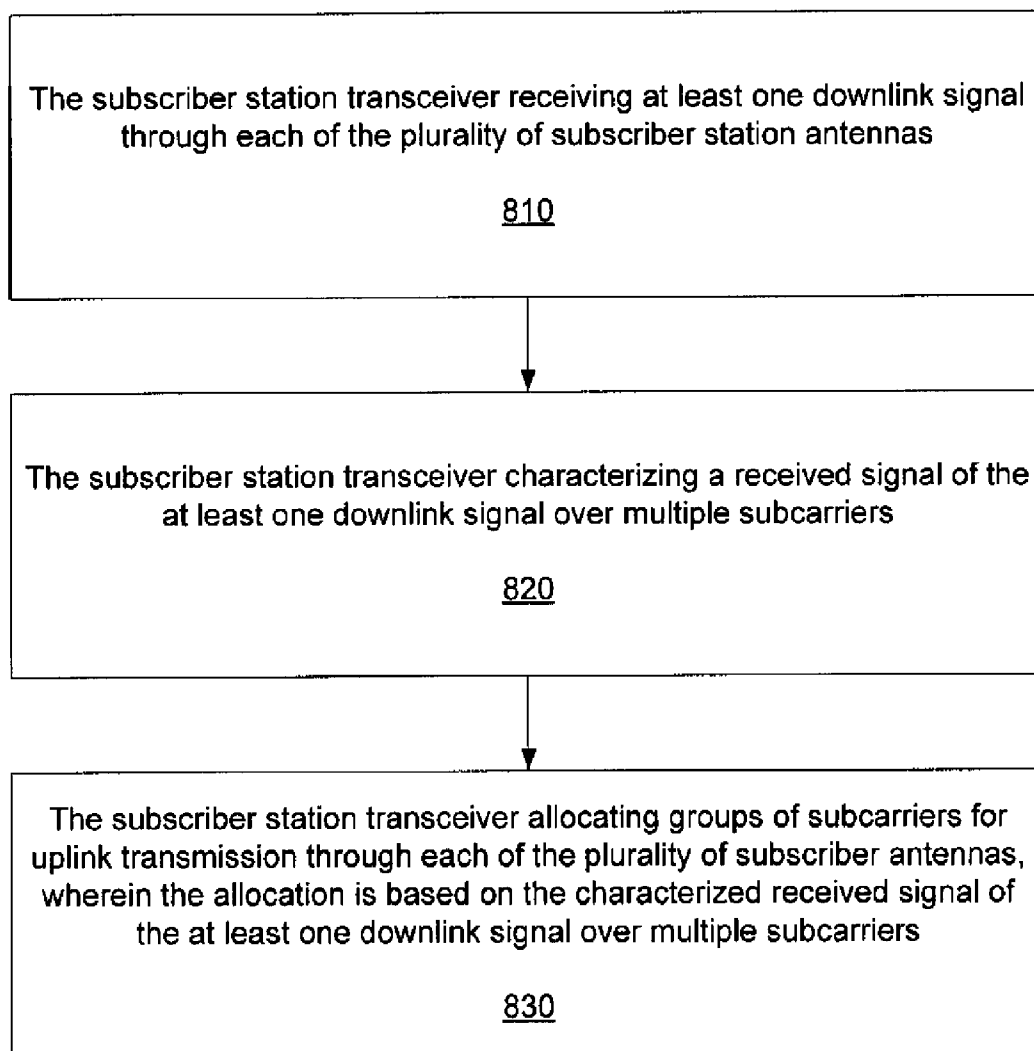 The subscriber station transceiver receiving at least one downlink signal
through each of the plurality of subscriber station antennas
810
The subscriber station transceiver characterizing a received signal of the
at least one downlink signal over multiple subcarriers
820
The subscriber station transceiver allocating groups of subcarriers for
uplink transmission through each of the plurality of subscriber antennas,
wherein the allocation is based on the characterized received signal of
the at least one downlink signal over multiple subcarriers
830